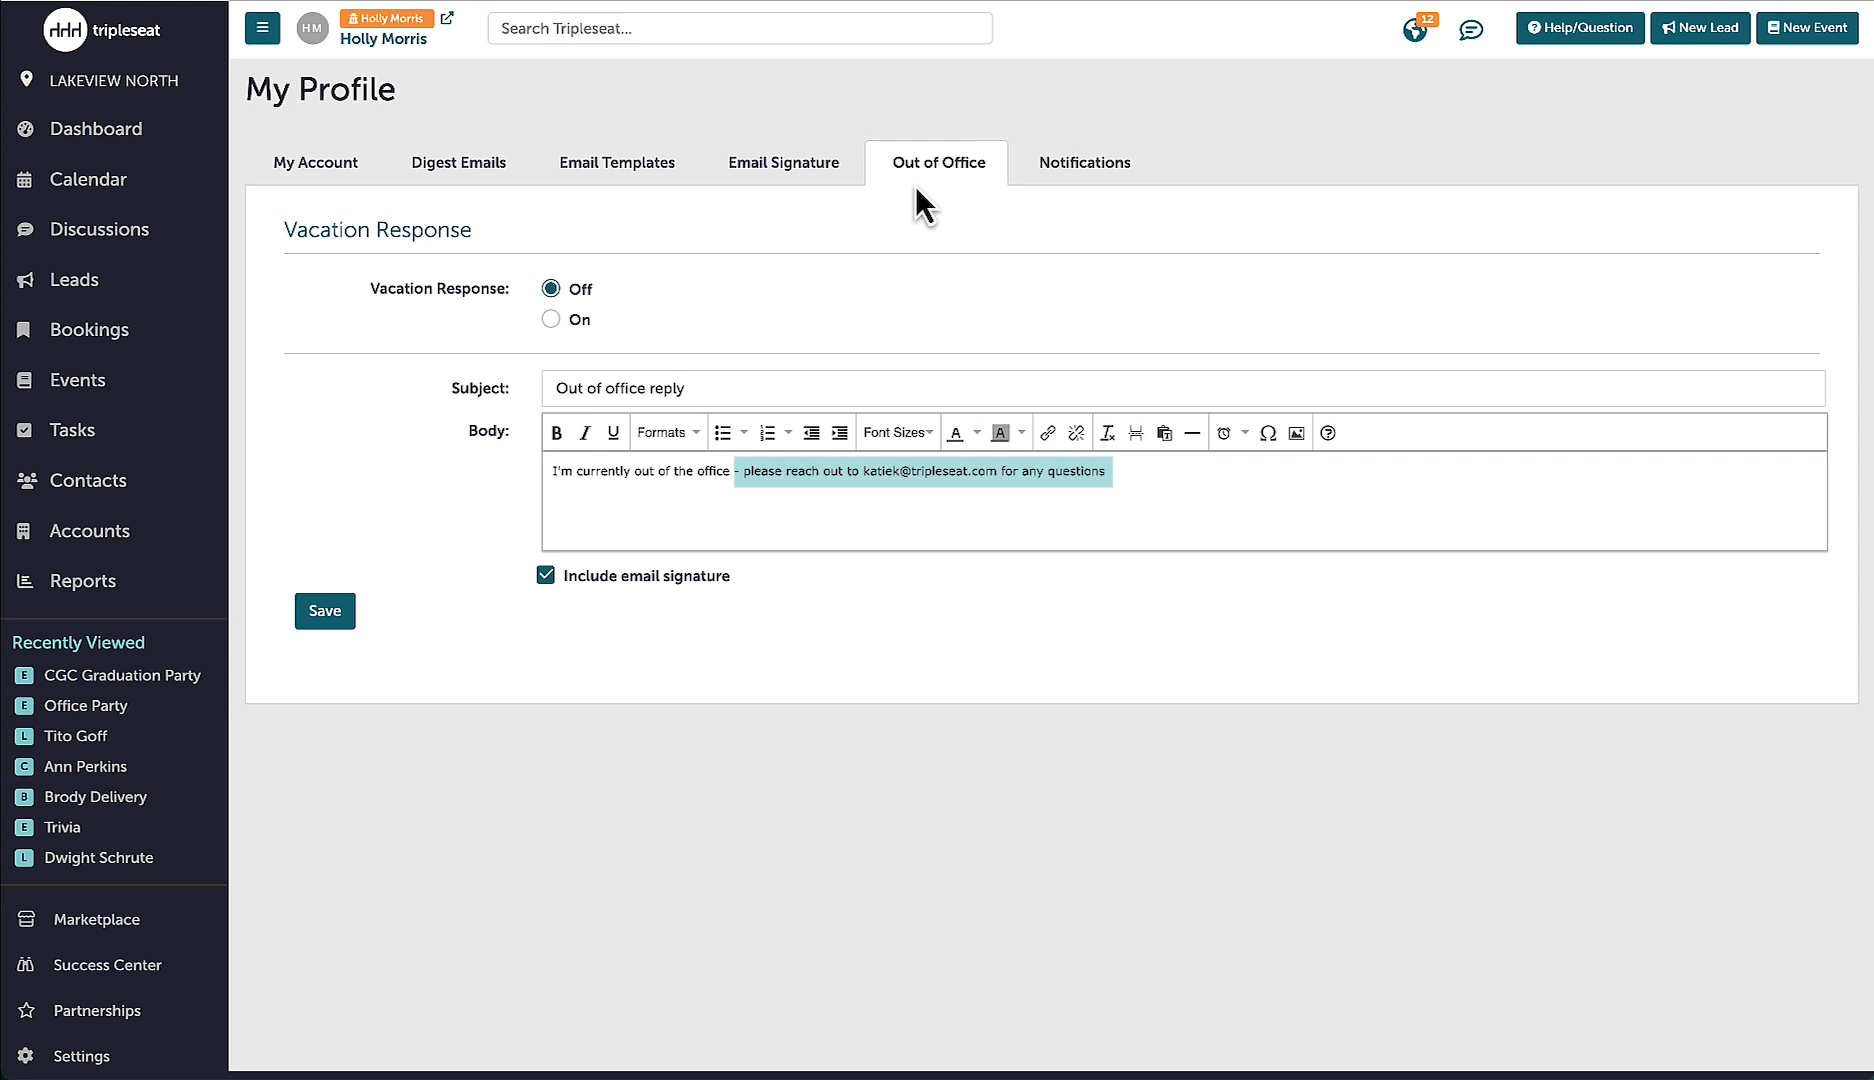 tripleseat
LAKEVIEW NORTH
Dashboard
Calendar
Discussions
Leads
Bookings
Events
Tasks
Contacts
Accounts
Reports
Recently Viewed
E CGC Graduation Party
E Office Party
L Tito Goff
C Ann Perkins
B Brody Delivery
E Trivia
L Dwight Schrute
Marketplace
Success Center
Partnerships
Settings
HM
Holly Morris
Holly Morris
Search Tripleseat...
12
Help/Question
New Lead
New Event
My Profile
My Account
Digest Emails
Email Templates
Email Signature
Out of Office
Notifications
Vacation Response
Vacation Response:
Off
On
Subject:
Out of office reply
Body:
B I U Formats Font Sizes A A
I'm currently out of the office - please reach out to katiek@tripleseat.com for any questions
Include email signature
Save